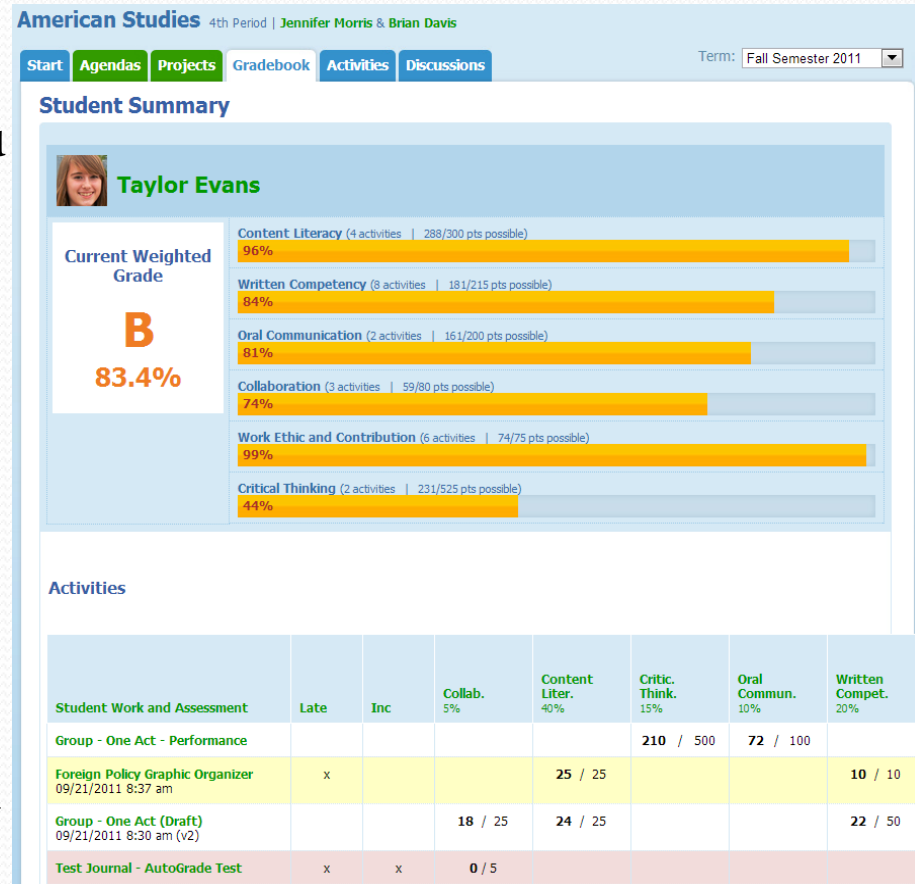 American Studies 4th Period | Jennifer Morris & Brian Davis
Start Agendas Projects Gradebook Activities Discussions Term: Fall Semester 2011
Student Summary
Taylor Evans
Current Weighted Grade
B
83.4%
Content Literacy (4 activities | 288/300 pts possible)
96%
Written Competency (8 activities | 181/215 pts possible)
84%
Oral Communication (2 activities | 161/200 pts possible)
81%
Collaboration (3 activities | 59/80 pts possible)
74%
Work Ethic and Contribution (6 activities | 74/75 pts possible)
99%
Critical Thinking (2 activities | 231/525 pts possible)
44%
Activities
Student Work and Assessment Late Inc Collab. 5% Content Liter. 40% Critic. Think. 15% Oral Commun. 10% Written Compet. 20%
Group - One Act - Performance 210 / 500 72 / 100
Foreign Policy Graphic Organizer x 25 / 25 10 / 10
09/21/2011 8:37 am
Group - One Act (Draft) 18 / 25 24 / 25 22 / 50
09/21/2011 8:30 am (v2)
Test Journal - AutoGrade Test x x 0 / 5